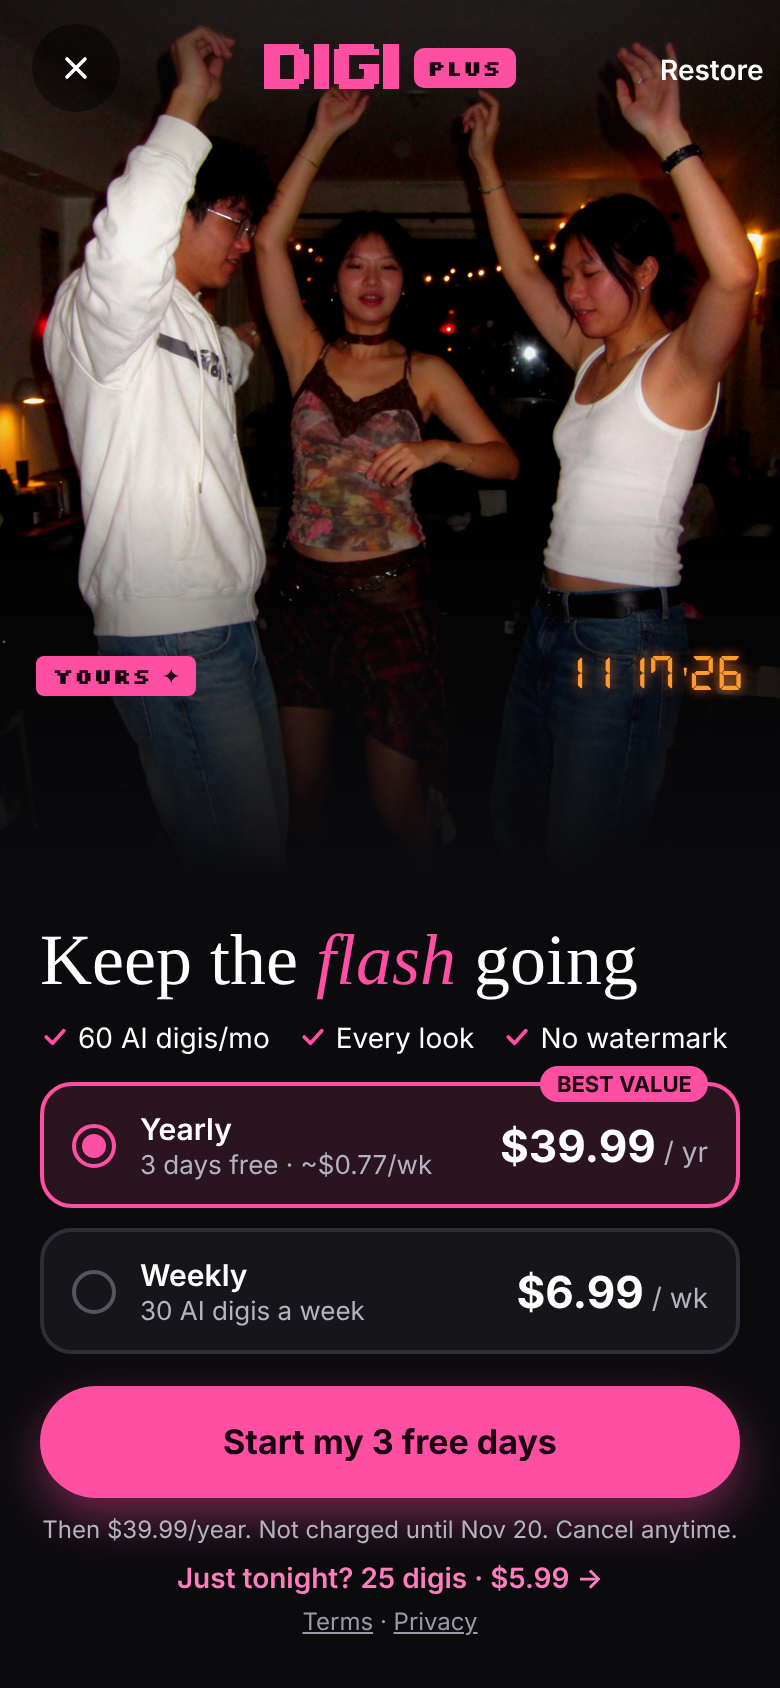 DIGI PLUS
Restore
YOURS ✦
11 17 '26
Keep the flash going
✓ 60 AI digis/mo ✓ Every look ✓ No watermark
BEST VALUE
Yearly
3 days free · ~$0.77/wk
$39.99 / yr
Weekly
30 AI digis a week
$6.99 / wk
Start my 3 free days
Then $39.99/year. Not charged until Nov 20. Cancel anytime.
Just tonight? 25 digis · $5.99 →
Terms · Privacy